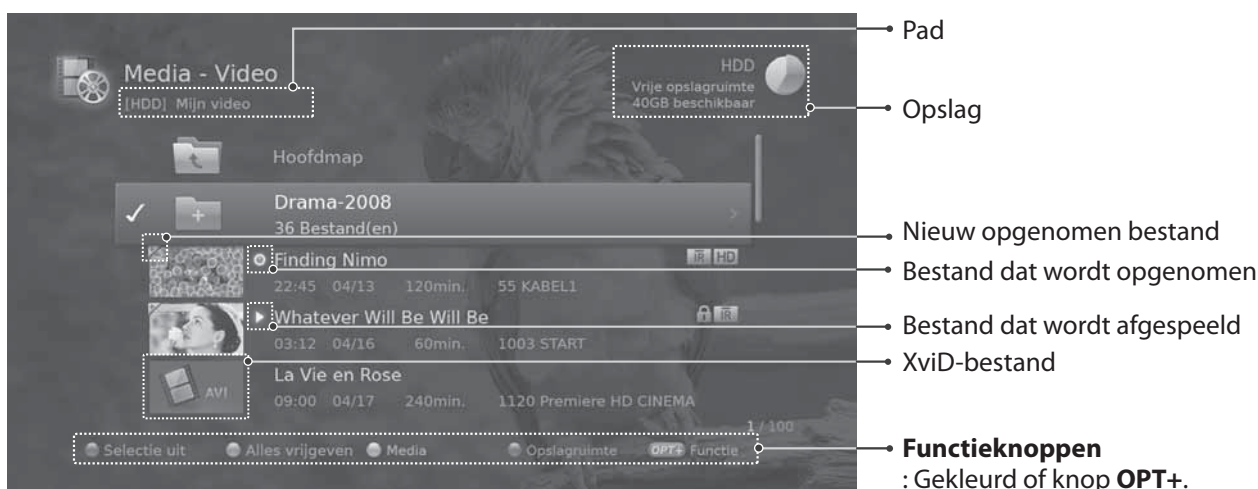 Media - Video
[HDD] Mijn video
HDD
Vrije opslagruimte
40GB beschikbaar
Hoofdmap
Drama-2008
36 Bestand(en)
Finding Nimo
iR HD
22:45 04/13 120min. 55 KABEL1
Whatever Will Be Will Be
iR
03:12 04/16 60min. 1003 START
AVI
La Vie en Rose
09:00 04/17 240min. 1120 Premiere HD CINEMA
1 / 100
Selectie uit Alles vrijgeven Media Opslagruimte OPT+ Functie
Pad
Opslag
Nieuw opgenomen bestand
Bestand dat wordt opgenomen
Bestand dat wordt afgespeeld
XviD-bestand
Functieknoppen
: Gekleurd of knop OPT+.